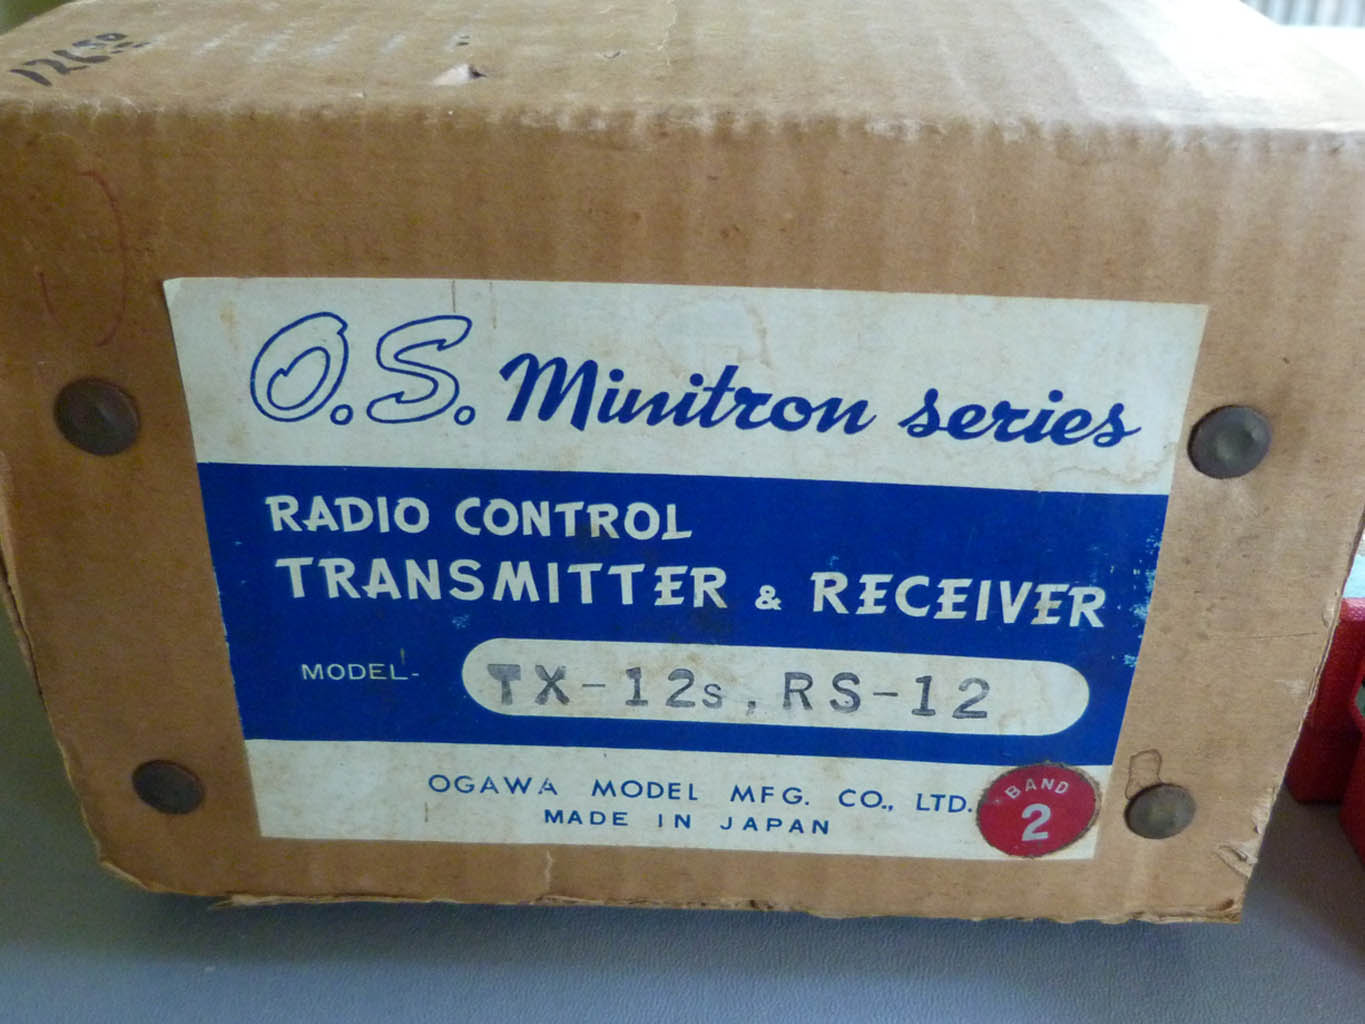 12650
O.S. Minitron series
RADIO CONTROL
TRANSMITTER & RECEIVER
MODEL- TX-12s, RS-12
OGAWA MODEL MFG. CO., LTD.
MADE IN JAPAN
BAND
2